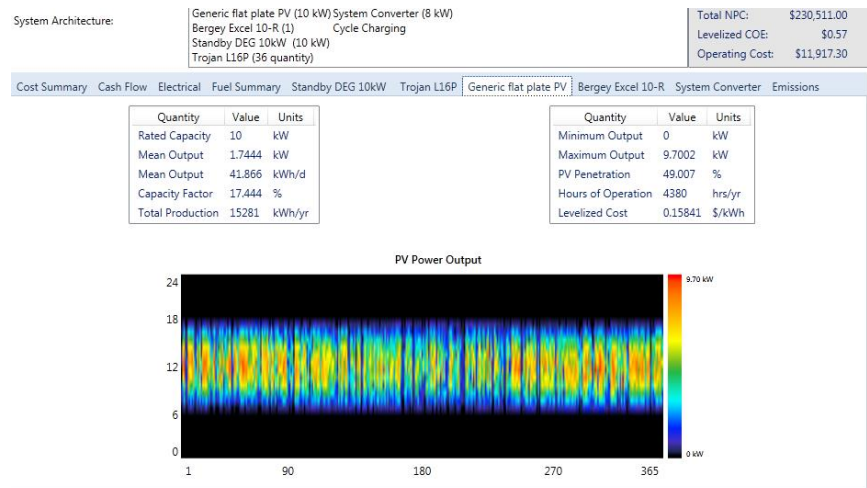 System Architecture:
Generic flat plate PV (10 kW) System Converter (8 kW)
Bergey Excel 10-R (1) Cycle Charging
Standby DEG 10kW (10 kW)
Trojan L16P (36 quantity)
Total NPC: $230,511.00
Levelized COE: $0.57
Operating Cost: $11,917.30
Cost Summary Cash Flow Electrical Fuel Summary Standby DEG 10kW Trojan L16P Generic flat plate PV Bergey Excel 10-R System Converter Emissions
Quantity Value Units
Rated Capacity 10 kW
Mean Output 1.7444 kW
Mean Output 41.866 kWh/d
Capacity Factor 17.444 %
Total Production 15281 kWh/yr
Quantity Value Units
Minimum Output 0 kW
Maximum Output 9.7002 kW
PV Penetration 49.007 %
Hours of Operation 4380 hrs/yr
Levelized Cost 0.15841 $/kWh
PV Power Output
24
18
12
6
0
1 90 180 270 365
9.70 kW
0 kW